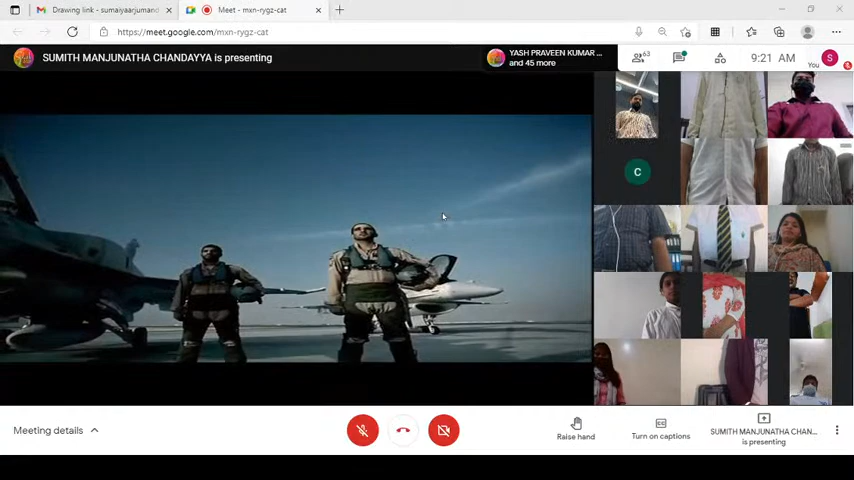 Drawing link - sumaiyaarjumand
Meet - mxn-rygz-cat
https://meet.google.com/mxn-rygz-cat
SUMITH MANJUNATHA CHANDAYYA is presenting
YASH PRAVEEN KUMAR ...
and 45 more
63
9:21 AM
You
S
C
Meeting details
Raise hand
Turn on captions
SUMITH MANJUNATHA CHAN...
is presenting